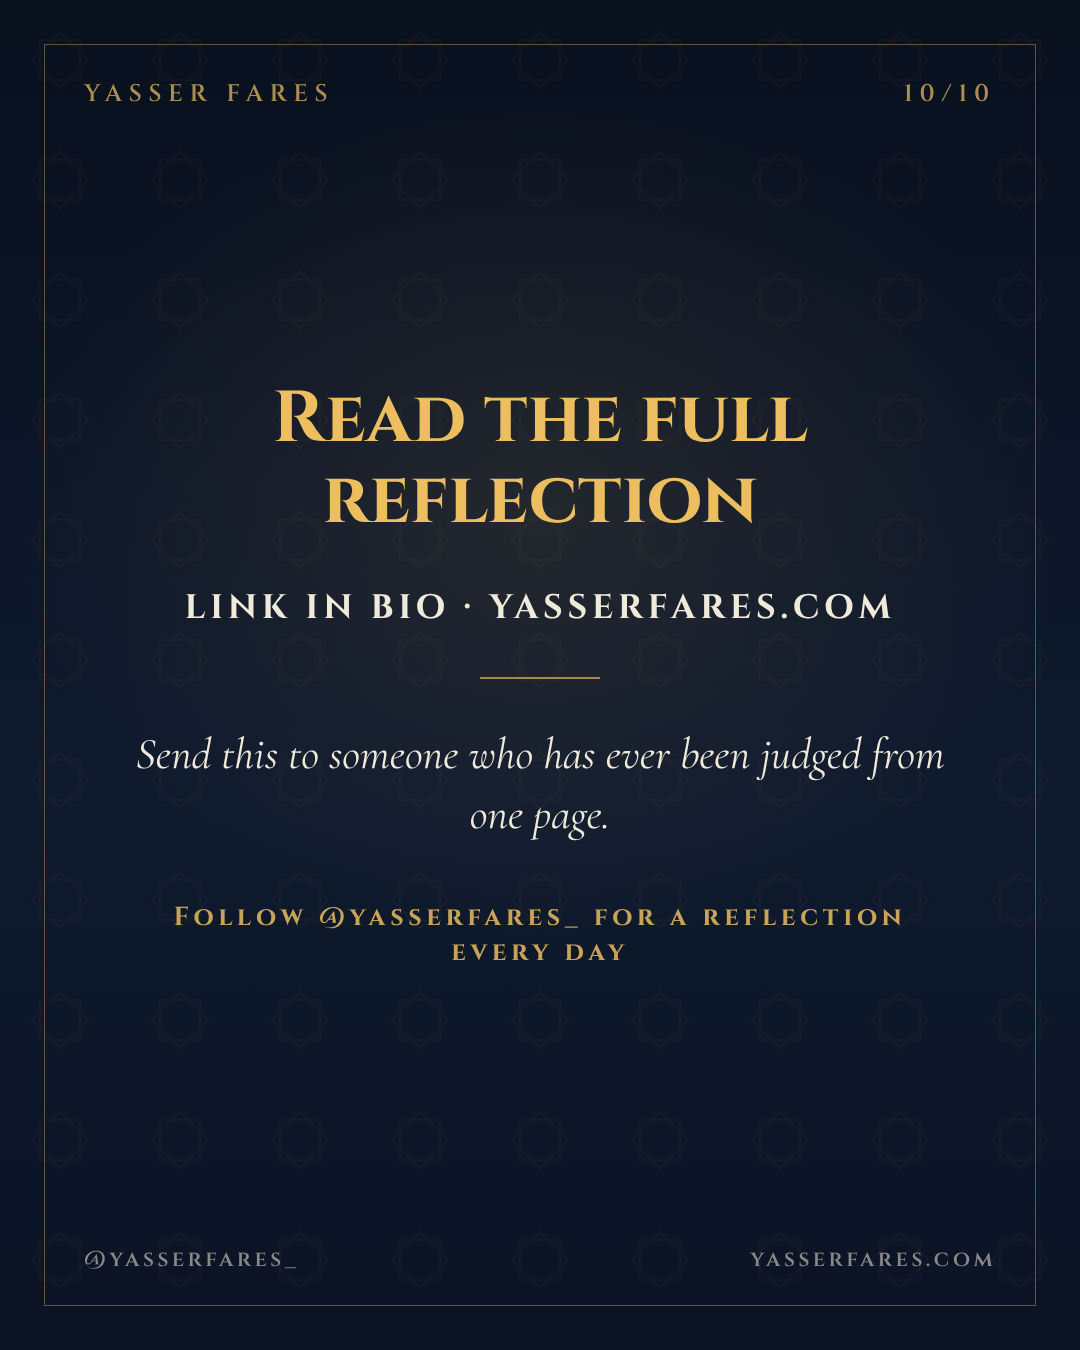 YASSER FARES
10/10
READ THE FULL
REFLECTION
LINK IN BIO · YASSERFARES.COM
Send this to someone who has ever been judged from
one page.
FOLLOW @YASSERFARES_ FOR A REFLECTION
EVERY DAY
@YASSERFARES_
YASSERFARES.COM